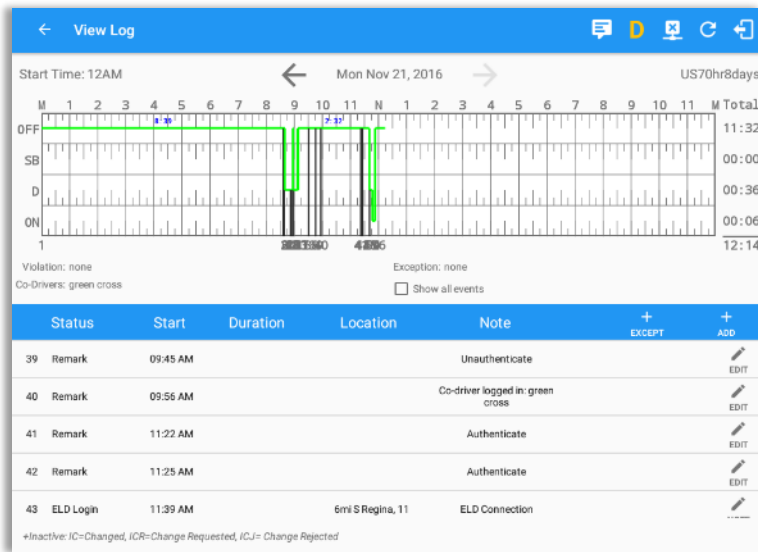 View Log
D
Start Time: 12AM
Mon Nov 21, 2016
US70hr8days
M 1 2 3 4 5 6 7 8 9 10 11 N 1 2 3 4 5 6 7 8 9 10 11 M Total
OFF 11:32
SB 00:00
D 00:36
ON 00:06
1 12:14
Violation: none
Exception: none
Co-Drivers: green cross
Show all events
Status Start Duration Location Note + EXCEPT + ADD
39 Remark 09:45 AM Unauthenticate EDIT
40 Remark 09:56 AM Co-driver logged in: green
cross EDIT
41 Remark 11:22 AM Authenticate EDIT
42 Remark 11:25 AM Authenticate EDIT
43 ELD Login 11:39 AM 6mi S Regina, 11 ELD Connection
+Inactive: IC=Changed, ICR=Change Requested, ICJ= Change Rejected